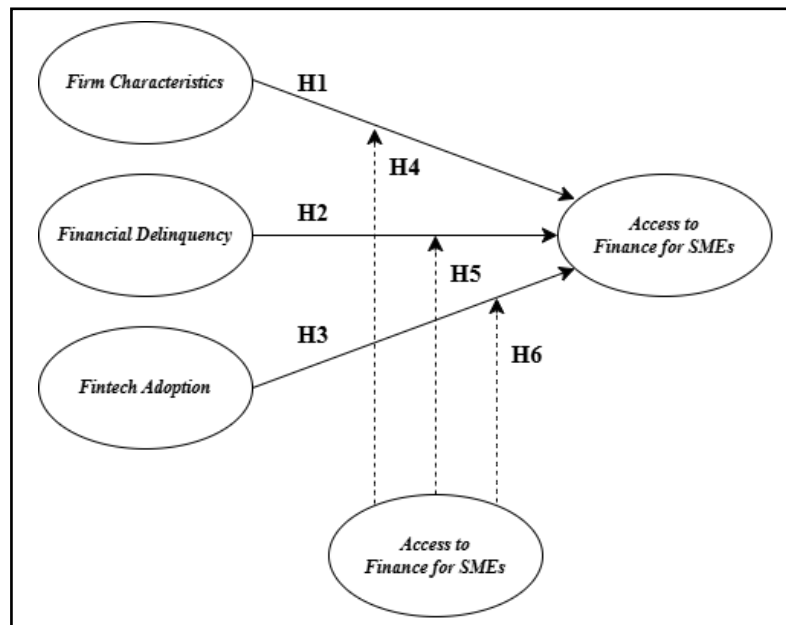 Firm Characteristics
H1
H4
Financial Delinquency
H2
Access to
Finance for SMEs
H5
H3
H6
Fintech Adoption
Access to
Finance for SMEs